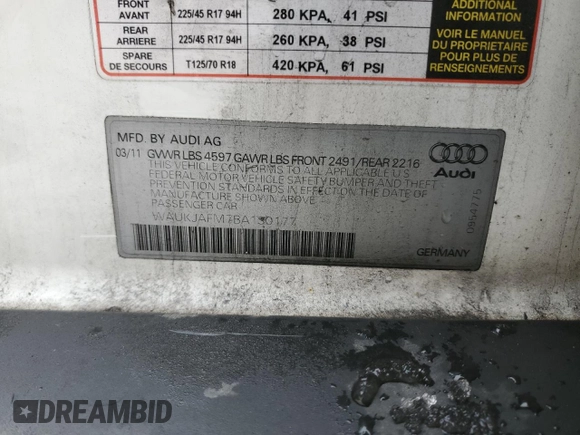 FRONT AVANT 225/45 R17 94H 280 KPA, 41 PSI
REAR ARRIERE 225/45 R17 94H 260 KPA, 38 PSI
SPARE DE SECOURS T125/70 R18 420 KPA, 61 PSI
ADDITIONAL
INFORMATION
VOIR LE MANUEL
DU PROPRIETAIRE
POUR PLUS DE
RENSEIGNEMENTS
MFD. BY AUDI AG
03/11 GVWR LBS 4597 GAWR LBS FRONT 2491/REAR 2216
THIS VEHICLE CONFORMS TO ALL APPLICABLE U.S
FEDERAL MOTOR VEHICLE SAFETY BUMPER AND THEFT
PREVENTION STANDARDS IN EFFECT ON THE DATE OF
MANUFACTURE SHOWN ABOVE
PASSENGER CAR
Audi
GERMANY
DREAMBID